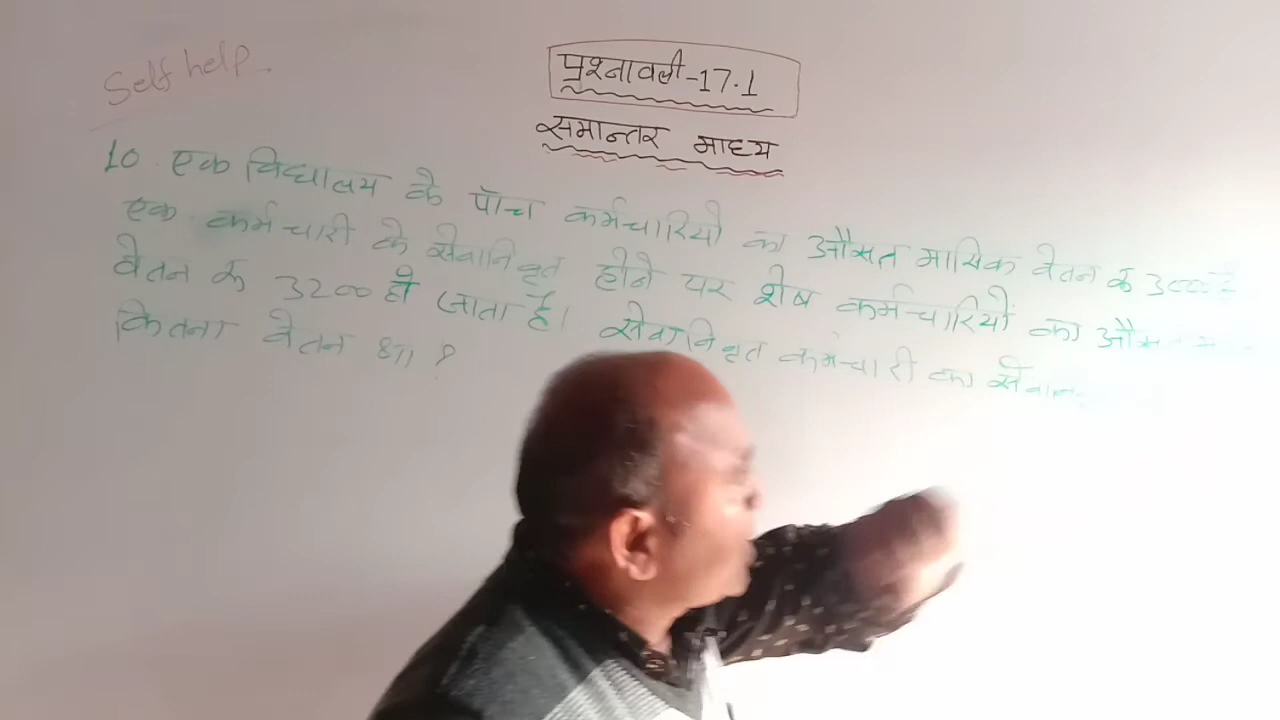 Self help.
प्रश्नावली-17.1
समान्तर माध्य
10. एक विद्यालय के पाँच कर्मचारियों का औसत मासिक वेतन रू 3000 है
एक कर्मचारी के सेवानिवृत होने पर शेष कर्मचारियों का औसत
वेतन रू 3200 हो जाता है। सेवानिवृत कर्मचारी का
कितना वेतन था ?